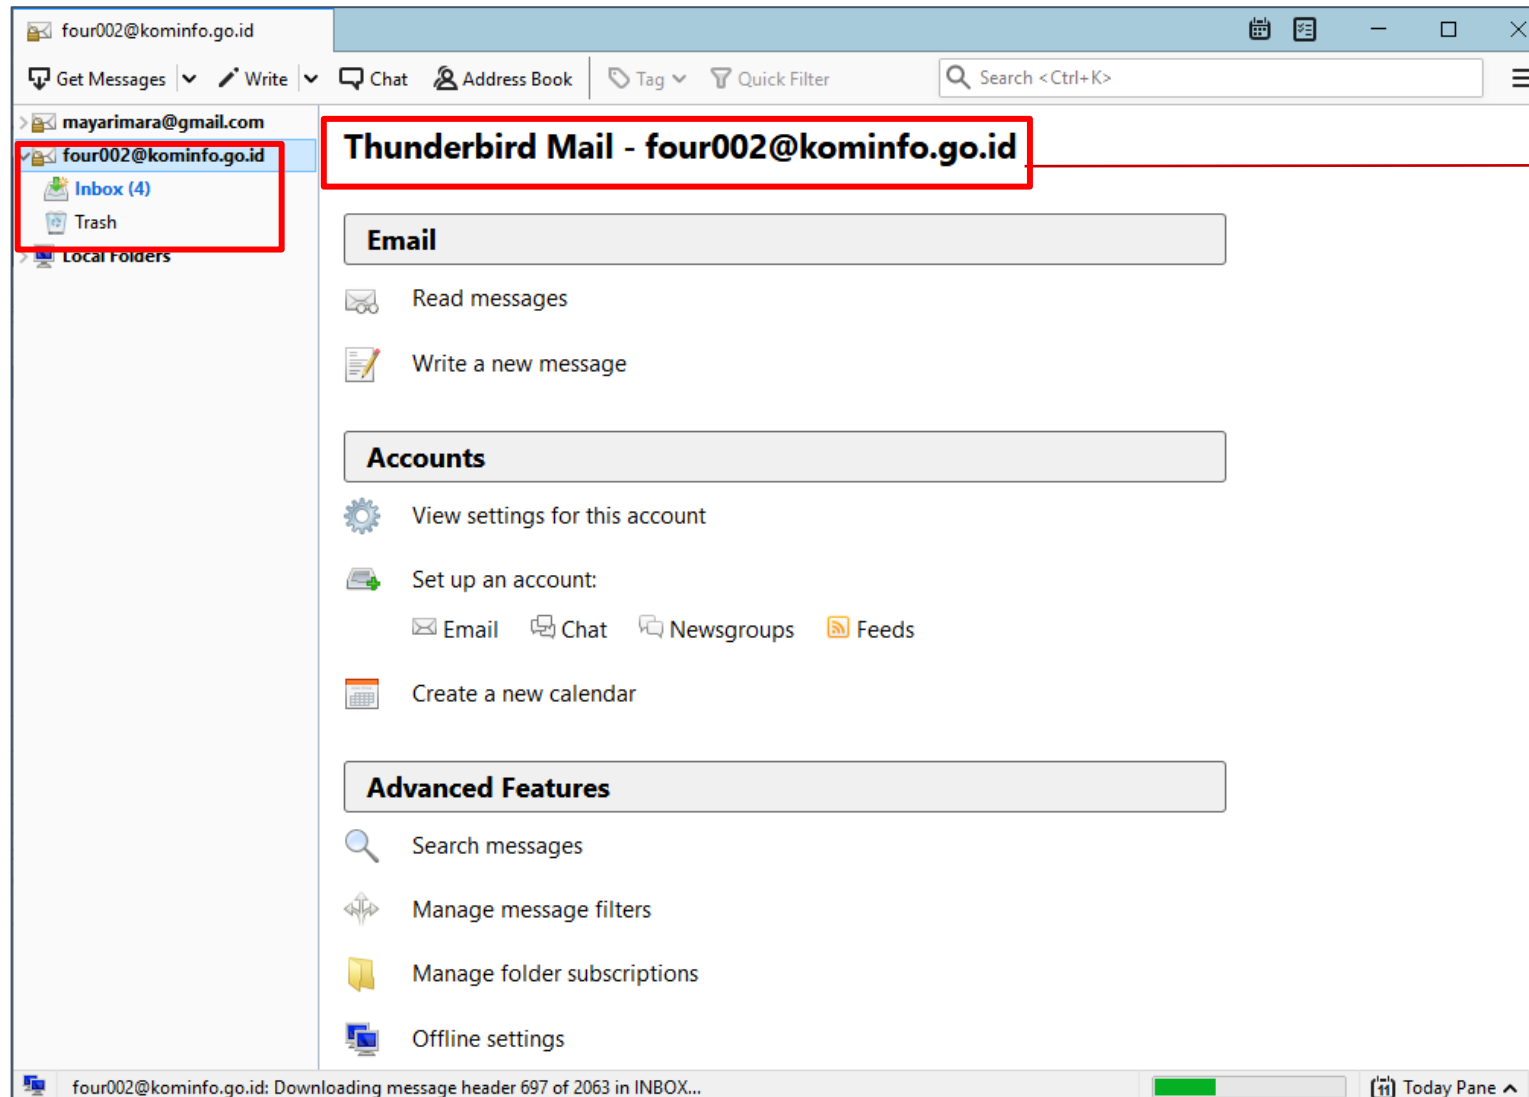 four002@kominfo.go.id
Get Messages Write Chat Address Book Tag Quick Filter Search <Ctrl+K>
mayarimara@gmail.com
four002@kominfo.go.id
Inbox (4)
Trash
Local Folders
Thunderbird Mail - four002@kominfo.go.id
Email
Read messages
Write a new message
Accounts
View settings for this account
Set up an account:
Email Chat Newsgroups Feeds
Create a new calendar
Advanced Features
Search messages
Manage message filters
Manage folder subscriptions
Offline settings
four002@kominfo.go.id: Downloading message header 697 of 2063 in INBOX... 11 Today Pane